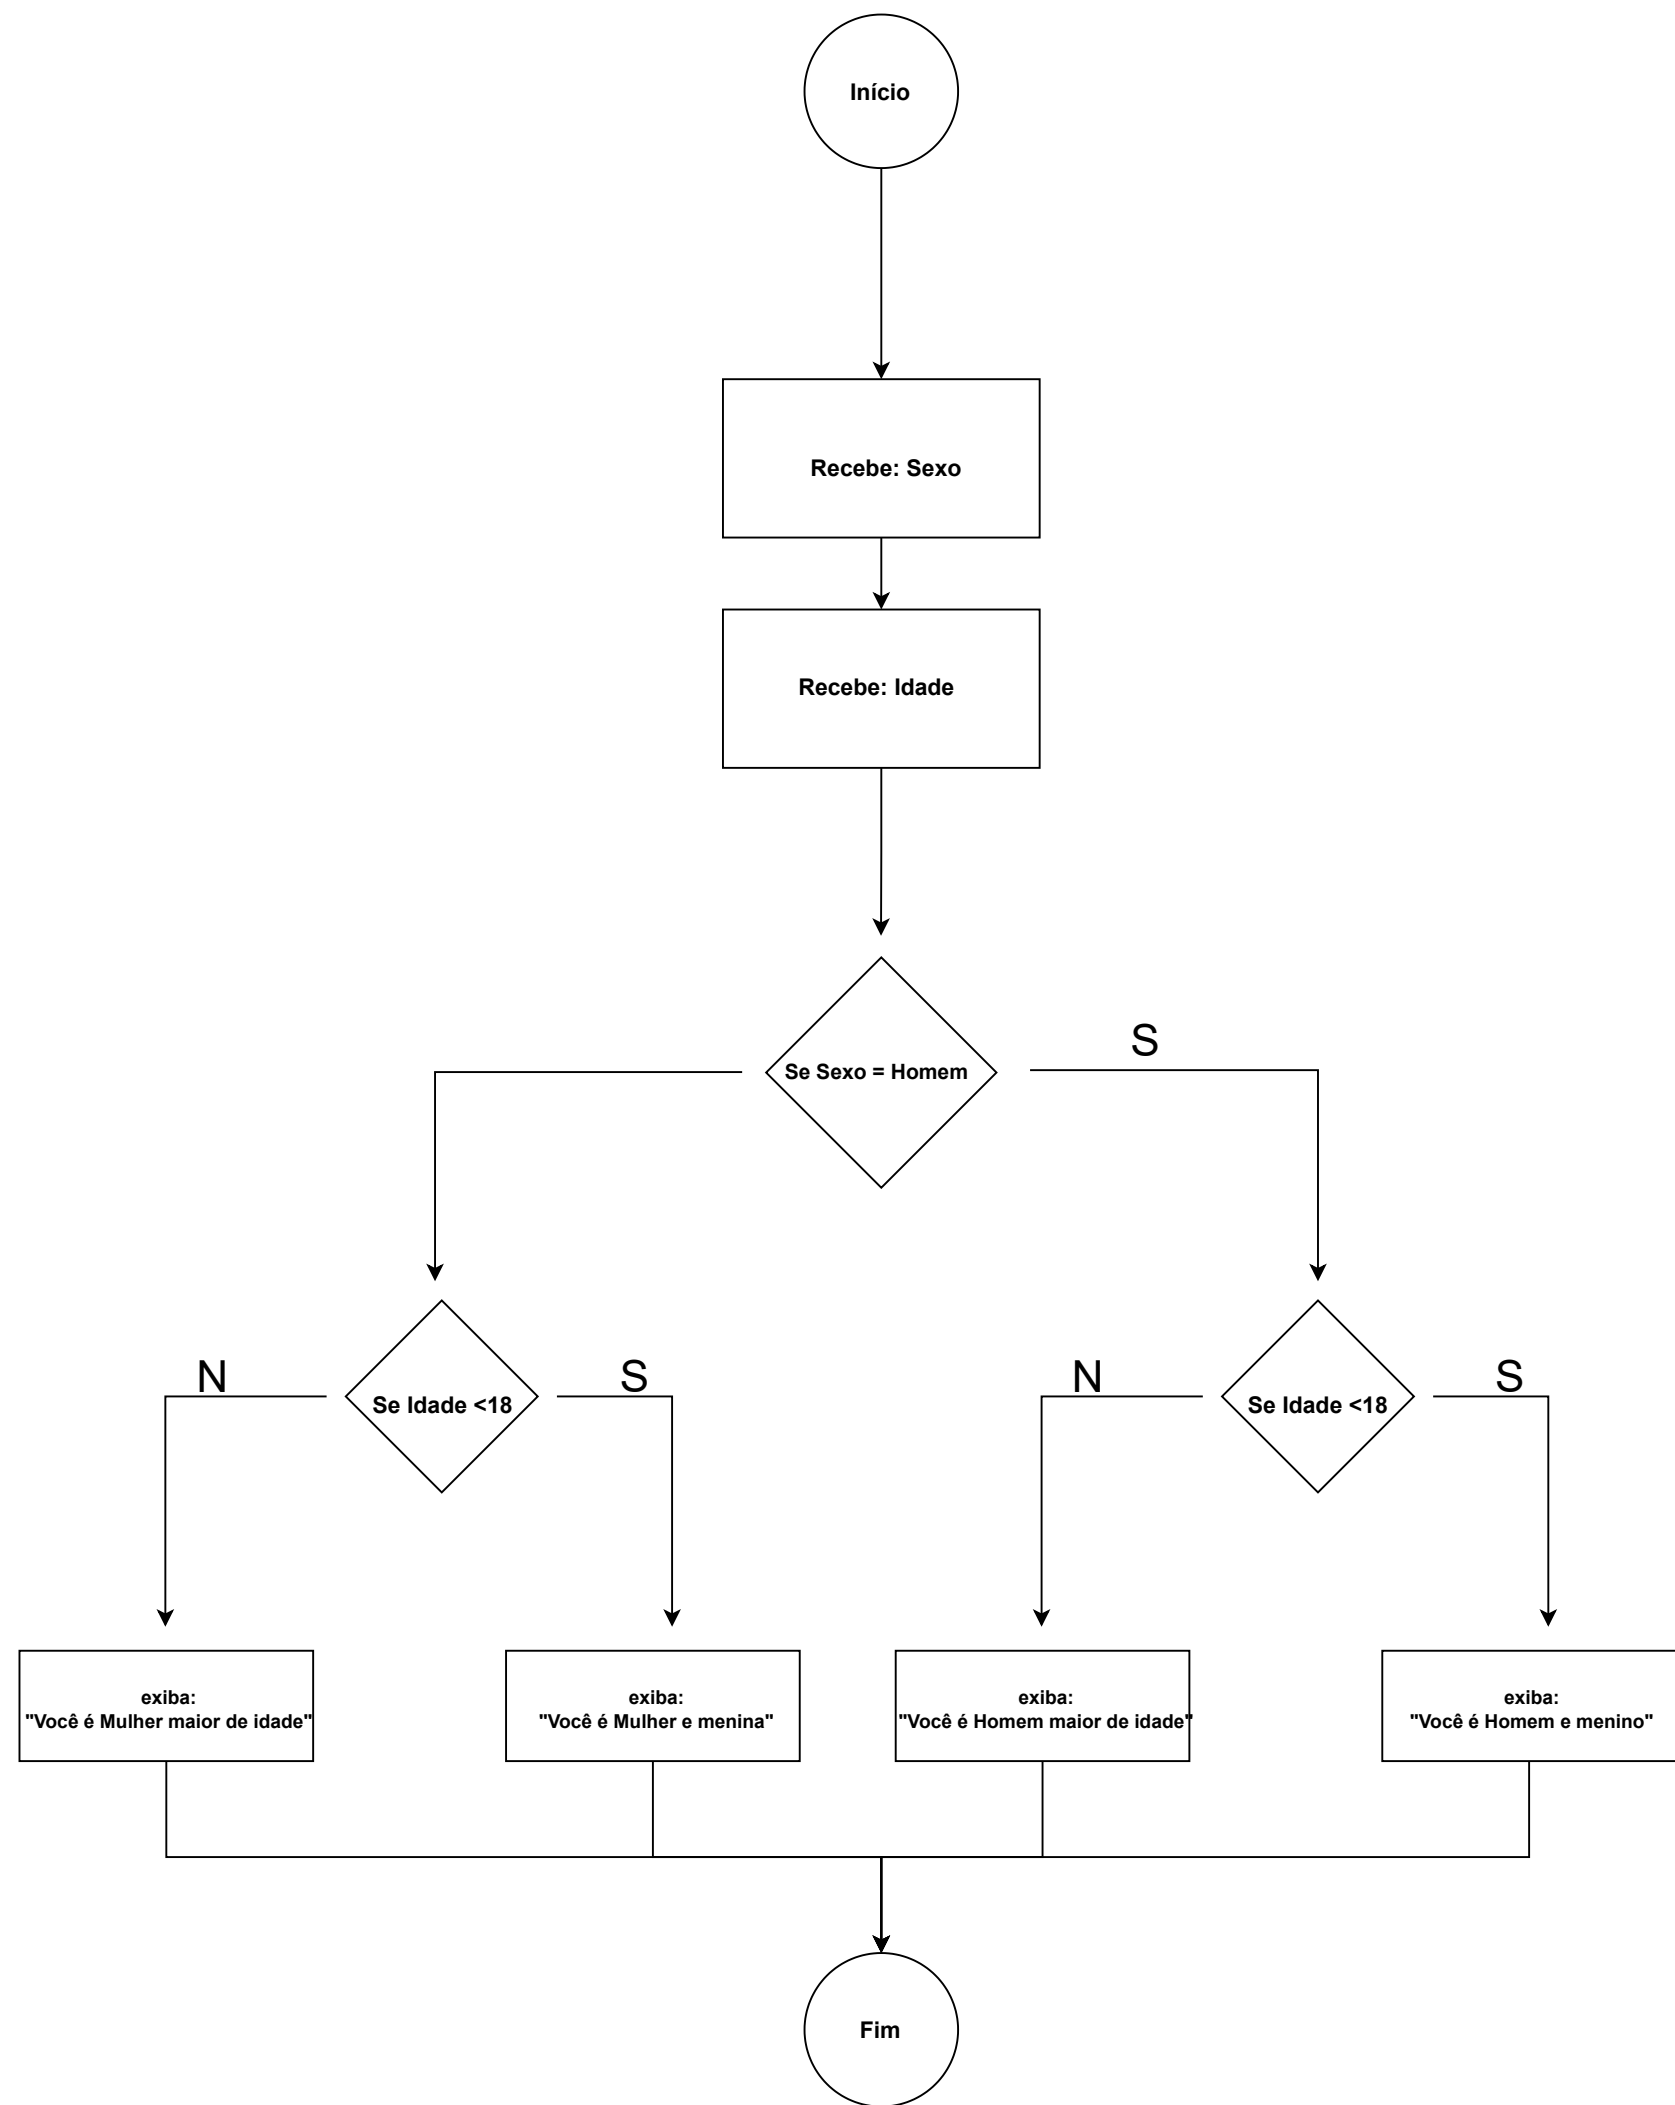 Início
Recebe: Sexo
Recebe: Idade
S
Se Sexo = Homem
N
S
N
S
Se Idade <18
Se Idade <18
exiba:
"Você é Mulher maior de idade"
exiba:
"Você é Mulher e menina"
exiba:
"Você é Homem maior de idade"
exiba:
"Você é Homem e menino"
Fim